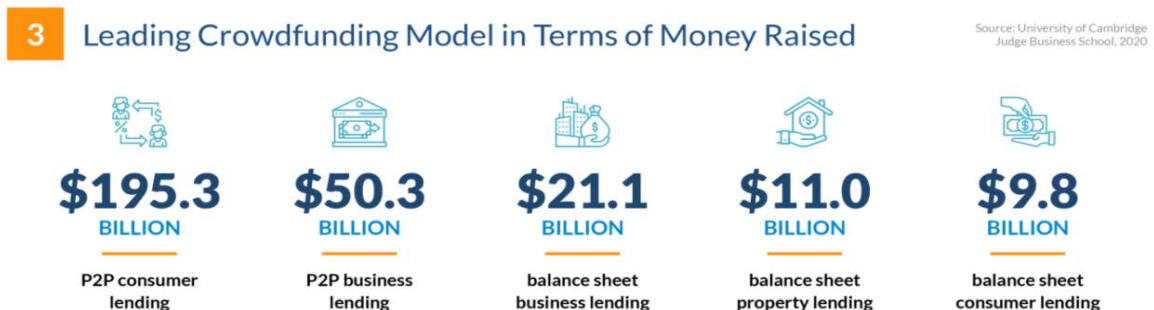 3
Leading Crowdfunding Model in Terms of Money Raised
Source: University of Cambridge
Judge Business School, 2020
$
%
$
$
$
$195.3
BILLION
P2P consumer
lending
$50.3
BILLION
P2P business
lending
$21.1
BILLION
balance sheet
business lending
$11.0
BILLION
balance sheet
property lending
$9.8
BILLION
balance sheet
consumer lending